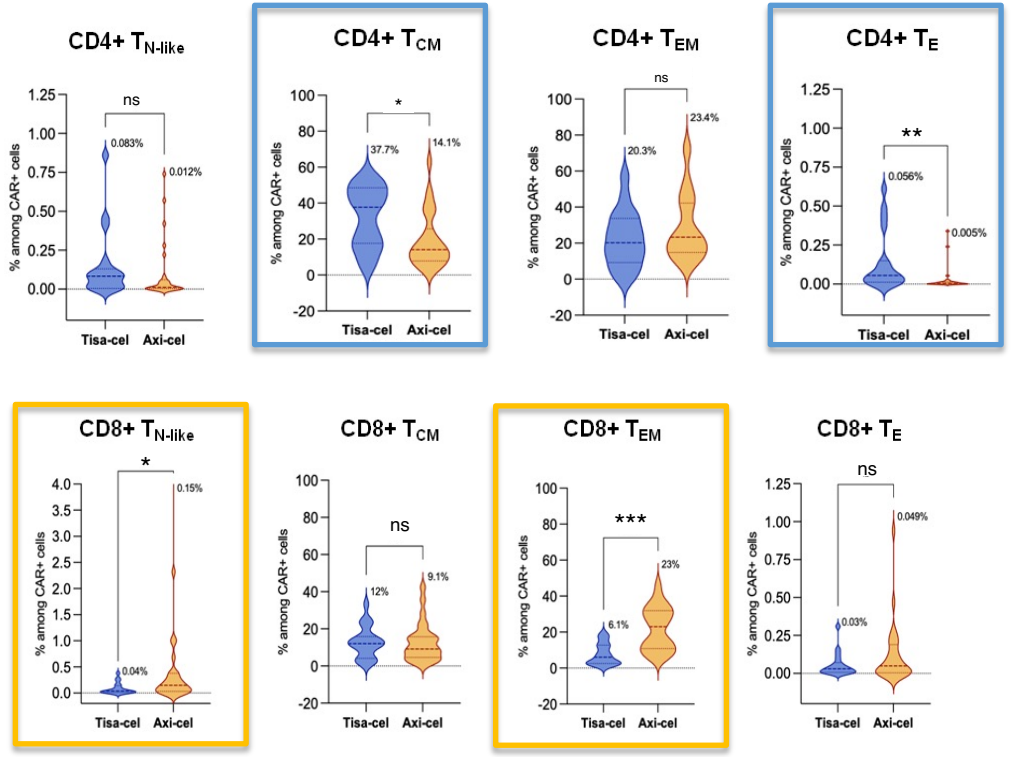 CD4+ TN-like
% among CAR+ cells
1.25
1.00
0.75
0.50
0.25
0.00
ns
0.083%
0.012%
Tisa-cel Axi-cel
CD4+ TCM
% among CAR+ cells
100
80
60
40
20
0
-20
*
37.7%
14.1%
Tisa-cel Axi-cel
CD4+ TEM
% among CAR+ cells
100
80
60
40
20
0
-20
ns
20.3%
23.4%
Tisa-cel Axi-cel
CD4+ TE
% among CAR+ cells
1.25
1.00
0.75
0.50
0.25
0.00
**
0.056%
0.005%
Tisa-cel Axi-cel
CD8+ TN-like
% among CAR+ cells
4.0
3.5
3.0
2.5
2.0
1.5
1.0
0.5
0.0
*
0.04%
0.15%
Tisa-cel Axi-cel
CD8+ TCM
% among CAR+ cells
100
80
60
40
20
0
-20
ns
12%
9.1%
Tisa-cel Axi-cel
CD8+ TEM
% among CAR+ cells
100
80
60
40
20
0
-20
***
6.1%
23%
Tisa-cel Axi-cel
CD8+ TE
% among CAR+ cells
1.25
1.00
0.75
0.50
0.25
0.00
ns
0.03%
0.049%
Tisa-cel Axi-cel